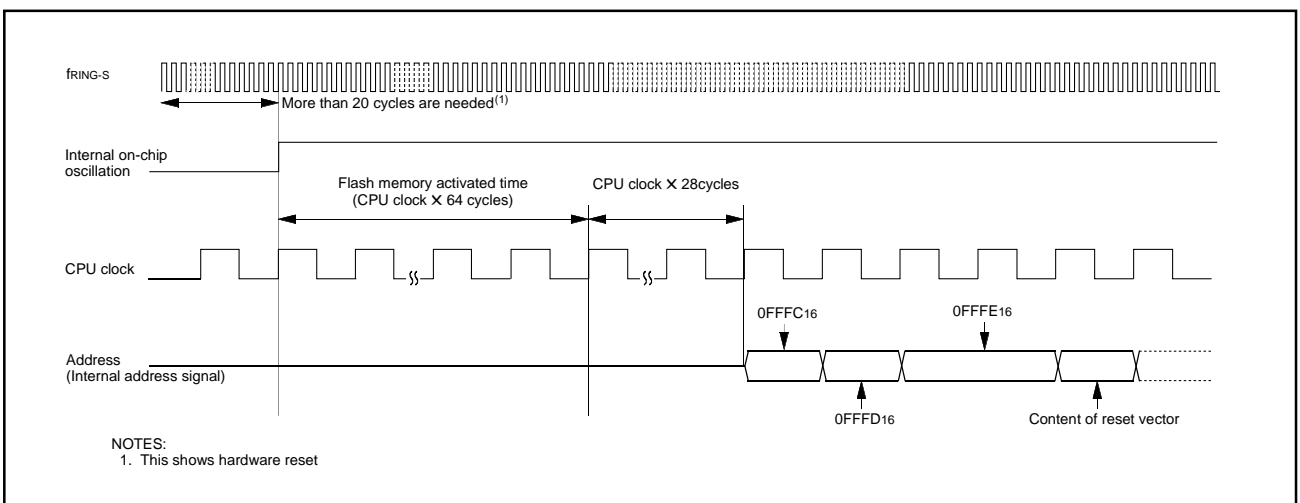 fRING-S
More than 20 cycles are needed(1)
Internal on-chip
oscillation
Flash memory activated time
(CPU clock × 64 cycles)
CPU clock × 28cycles
CPU clock
0FFFC16
0FFFE16
Address
(Internal address signal)
0FFFD16
Content of reset vector
NOTES:
1. This shows hardware reset